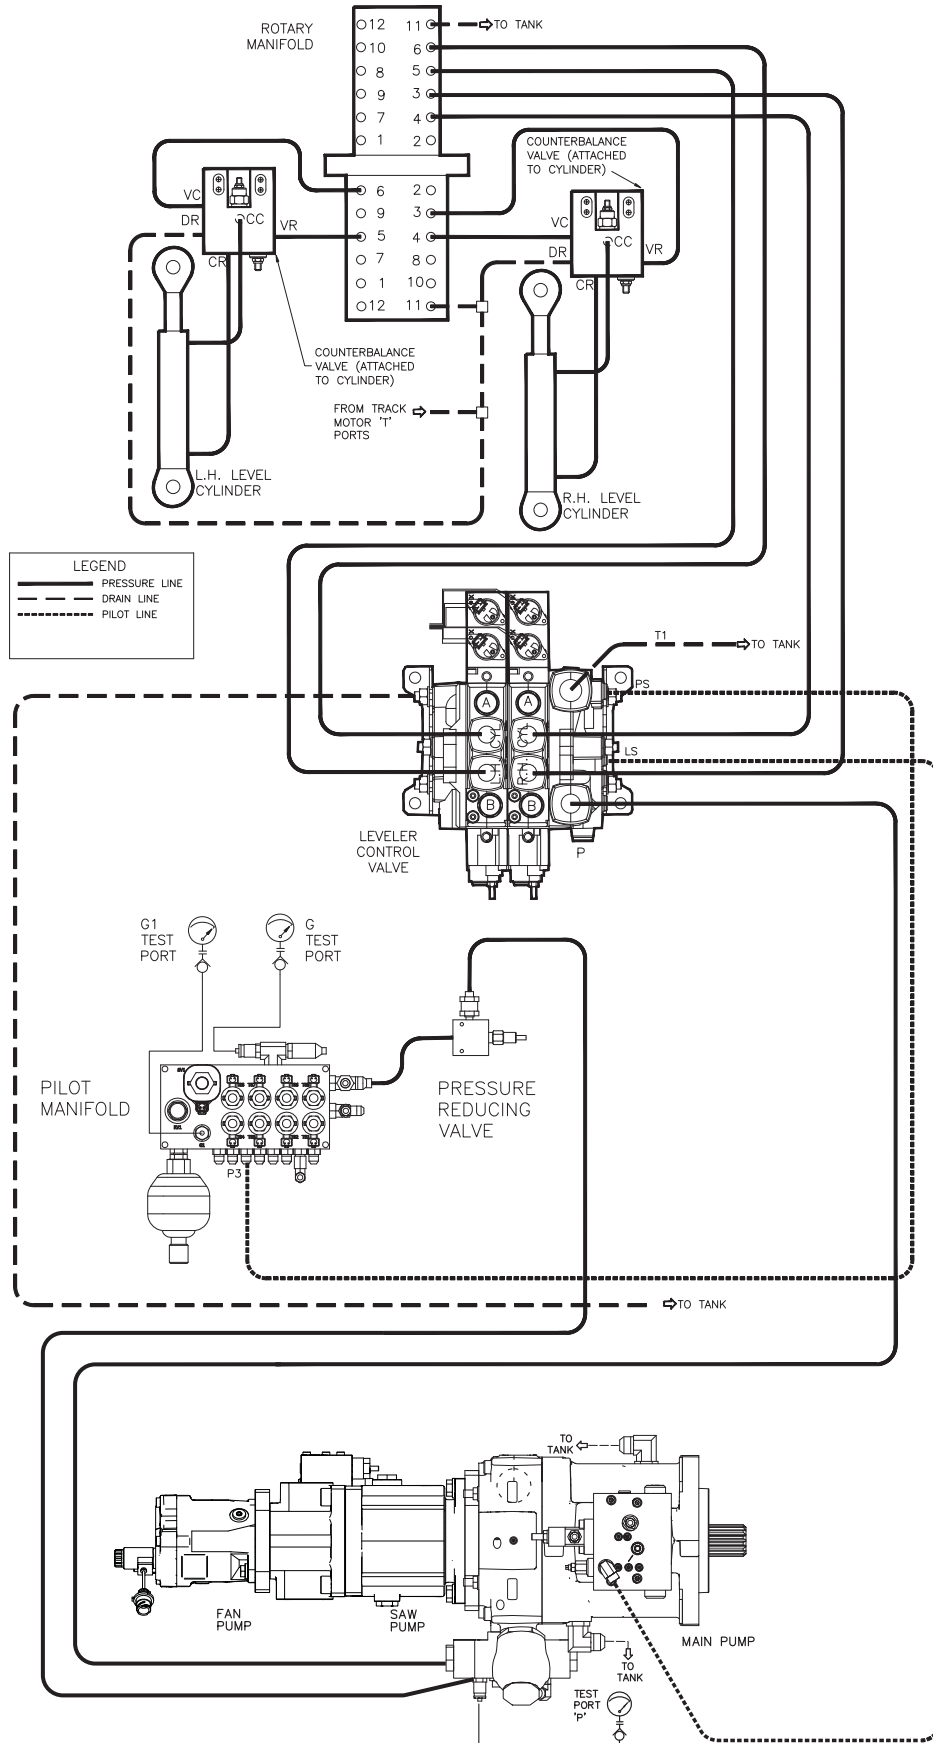 ROTARY
MANIFOLD
12 11
TO TANK
10 6
8 5
9 3
7 4
1 2
COUNTERBALANCE
VALVE (ATTACHED
TO CYLINDER)
6 2
9 3
5 4
7 8
1 10
12 11
VC
DR
CC
VR
CR
VC
DR
CC
VR
CR
COUNTERBALANCE
VALVE (ATTACHED
TO CYLINDER)
FROM TRACK
MOTOR 'T'
PORTS
L.H. LEVEL
CYLINDER
R.H. LEVEL
CYLINDER
LEGEND
PRESSURE LINE
DRAIN LINE
PILOT LINE
T1
TO TANK
PS
A A
LS
B B
P
LEVELER
CONTROL
VALVE
G1
TEST
PORT
G
TEST
PORT
PILOT
MANIFOLD
PRESSURE
REDUCING
VALVE
P3
TO TANK
TO
TANK
FAN
PUMP
SAW
PUMP
MAIN PUMP
TO
TANK
TEST
PORT
'P'